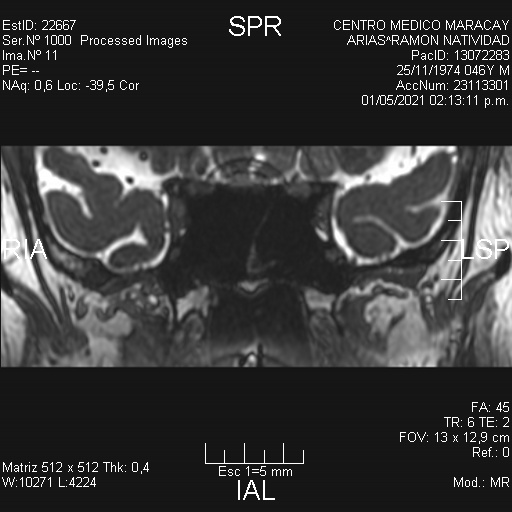 EstID: 22667
Ser.Nº 1000 Processed Images
Ima.Nº 11
PE= --
NAq: 0,6 Loc: -39,5 Cor
SPR
CENTRO MEDICO MARACAY
ARIAS^RAMON NATIVIDAD
PacID: 13072283
25/11/1974 046Y M
AccNum: 23113301
01/05/2021 02:13:11 p.m.
RIA
LSP
FA: 45
TR: 6 TE: 2
FOV: 13 x 12,9 cm
Ref.: 0
Mod.: MR
Matriz 512 x 512 Thk: 0,4
W:10271 L:4224
Esc 1=5 mm
IAL